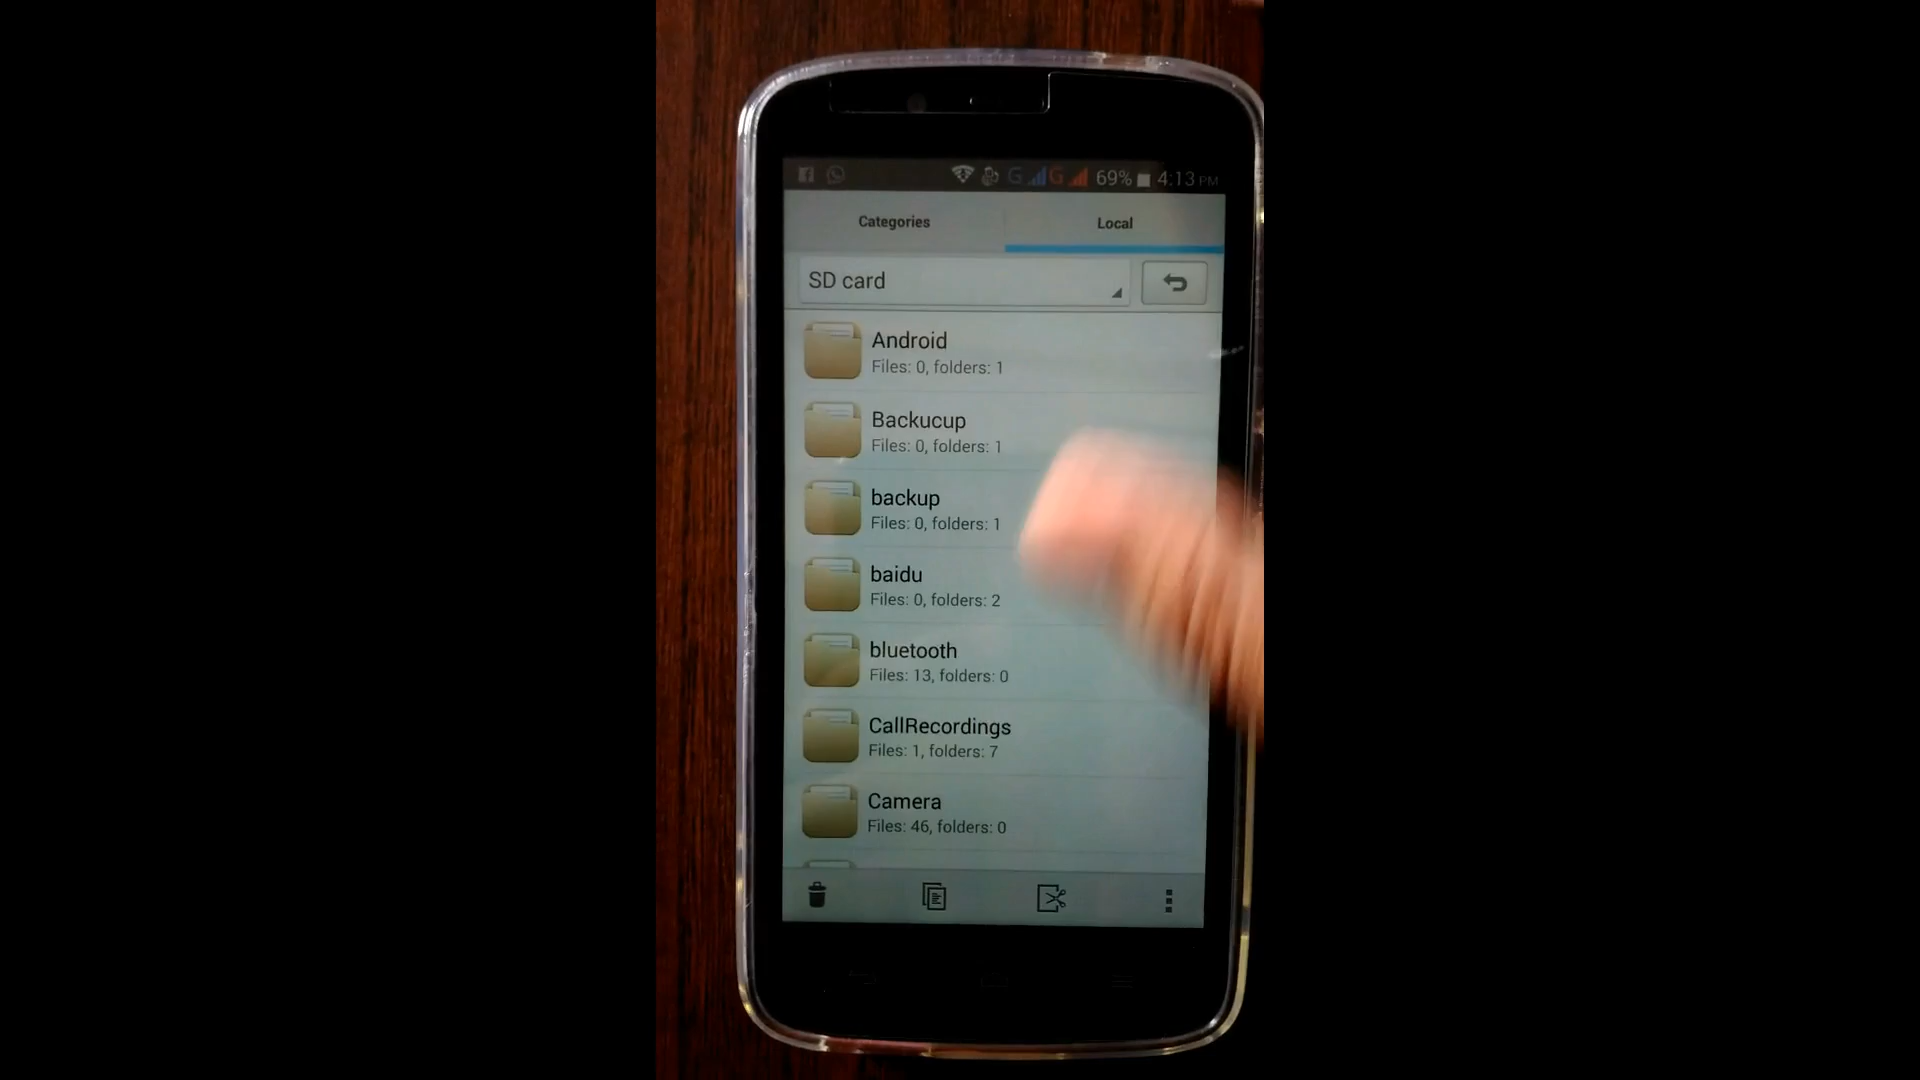 G G 69% 4:13 PM
Categories Local
SD card
Android
Files: 0, folders: 1
Backucup
Files: 0, folders: 1
backup
Files: 0, folders: 1
baidu
Files: 0, folders: 2
bluetooth
Files: 13, folders: 0
CallRecordings
Files: 1, folders: 7
Camera
Files: 46, folders: 0